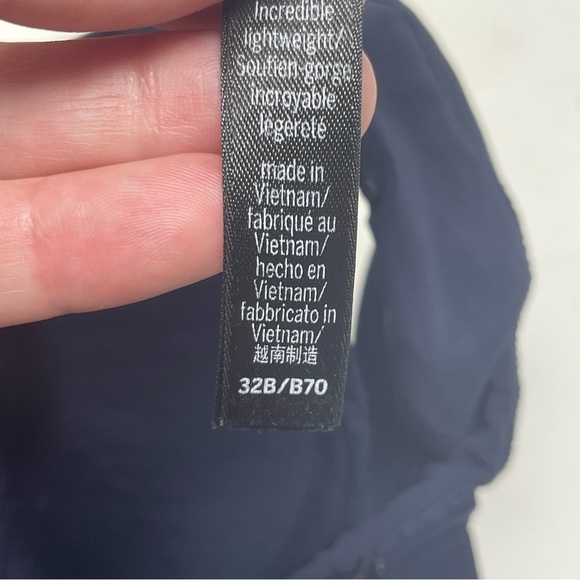 Incredible
lightweight/
Soutien-gorge
Incroyable
légèreté
made in
Vietnam/
fabriqué au
Vietnam/
hecho en
Vietnam/
fabbricato in
Vietnam/
越南制造
32B/B70